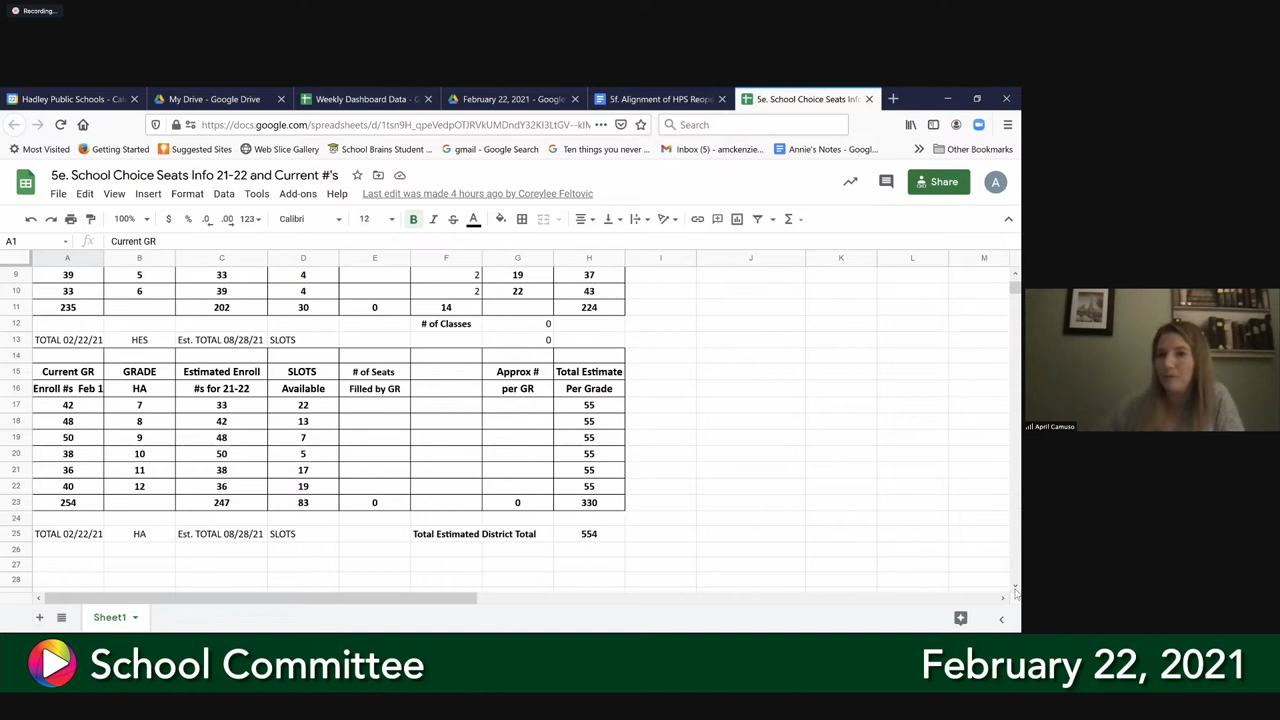 Recording...
Hadley Public Schools - Cal
My Drive - Google Drive
Weekly Dashboard Data - G
February 22, 2021 - Google
5f. Alignment of HPS Reop
5e. School Choice Seats Info
Search
Most Visited Getting Started Suggested Sites Web Slice Gallery School Brains Student ... gmail - Google Search Ten things you never ... Inbox (5) - amckenzie... Annie's Notes - Googl... Other Bookmarks
5e. School Choice Seats Info 21-22 and Current #'s
Share
A
File Edit View Insert Format Data Tools Add-ons Help Last edit was made 4 hours ago by Coreylee Feltovic
100% $ % .0 .00 123 Calibri 12 B I S A
A1 fx Current GR
A B C D E F G H I J K L M
9 39 5 33 4 2 19 37
10 33 6 39 4 2 22 43
11 235 202 30 0 14 224
12 # of Classes 0
13 TOTAL 02/22/21 HES Est. TOTAL 08/28/21 SLOTS 0
14
15 Current GR GRADE Estimated Enroll SLOTS # of Seats Approx # Total Estimate
16 Enroll #s Feb 1 HA #s for 21-22 Available Filled by GR per GR Per Grade
17 42 7 33 22 55
18 48 8 42 13 55
19 50 9 48 7 55
20 38 10 50 5 55
21 36 11 38 17 55
22 40 12 36 19 55
23 254 247 83 0 0 330
24
25 TOTAL 02/22/21 HA Est. TOTAL 08/28/21 SLOTS Total Estimated District Total 554
26
27
28
Sheet1
April Camuso
School Committee
February 22, 2021